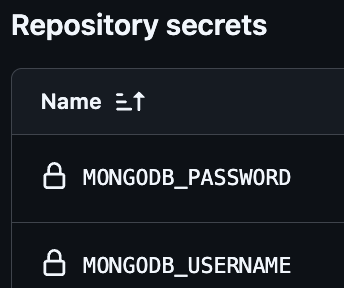 Repository secrets
Name
MONGODB_PASSWORD
MONGODB_USERNAME